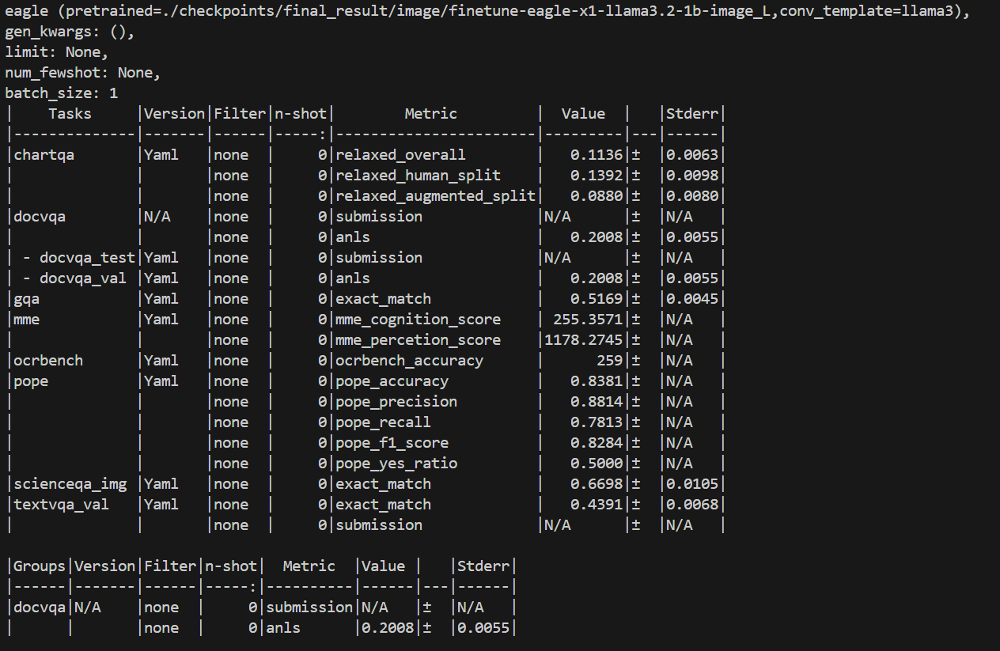 eagle (pretrained=./checkpoints/final_result/image/finetune-eagle-x1-llama3.2-1b-image_L,conv_template=llama3),
gen_kwargs: (),
limit: None,
num_fewshot: None,
batch_size: 1
|    Tasks     |Version|Filter|n-shot|        Metric         |  Value  |   |Stderr|
|--------------|-------|------|-----:|-----------------------|---------|---|------|
|chartqa       |Yaml   |none  |     0|relaxed_overall        |   0.1136|±  |0.0063|
|              |       |none  |     0|relaxed_human_split    |   0.1392|±  |0.0098|
|              |       |none  |     0|relaxed_augmented_split|   0.0880|±  |0.0080|
|docvqa        |N/A    |none  |     0|submission             |N/A      |±  |N/A   |
|              |       |none  |     0|anls                   |   0.2008|±  |0.0055|
| - docvqa_test|Yaml   |none  |     0|submission             |N/A      |±  |N/A   |
| - docvqa_val |Yaml   |none  |     0|anls                   |   0.2008|±  |0.0055|
|gqa           |Yaml   |none  |     0|exact_match            |   0.5169|±  |0.0045|
|mme           |Yaml   |none  |     0|mme_cognition_score    | 255.3571|±  |N/A   |
|              |       |none  |     0|mme_percetion_score    |1178.2745|±  |N/A   |
|ocrbench      |Yaml   |none  |     0|ocrbench_accuracy      |      259|±  |N/A   |
|pope          |Yaml   |none  |     0|pope_accuracy          |   0.8381|±  |N/A   |
|              |       |none  |     0|pope_precision         |   0.8814|±  |N/A   |
|              |       |none  |     0|pope_recall            |   0.7813|±  |N/A   |
|              |       |none  |     0|pope_f1_score          |   0.8284|±  |N/A   |
|              |       |none  |     0|pope_yes_ratio         |   0.5000|±  |N/A   |
|scienceqa_img |Yaml   |none  |     0|exact_match            |   0.6698|±  |0.0105|
|textvqa_val   |Yaml   |none  |     0|exact_match            |   0.4391|±  |0.0068|
|              |       |none  |     0|submission             |N/A      |±  |N/A   |

|Groups|Version|Filter|n-shot|  Metric  |Value |   |Stderr|
|------|-------|------|-----:|----------|------|---|------|
|docvqa|N/A    |none  |     0|submission|N/A   |±  |N/A   |
|      |       |none  |     0|anls      |0.2008|±  |0.0055|